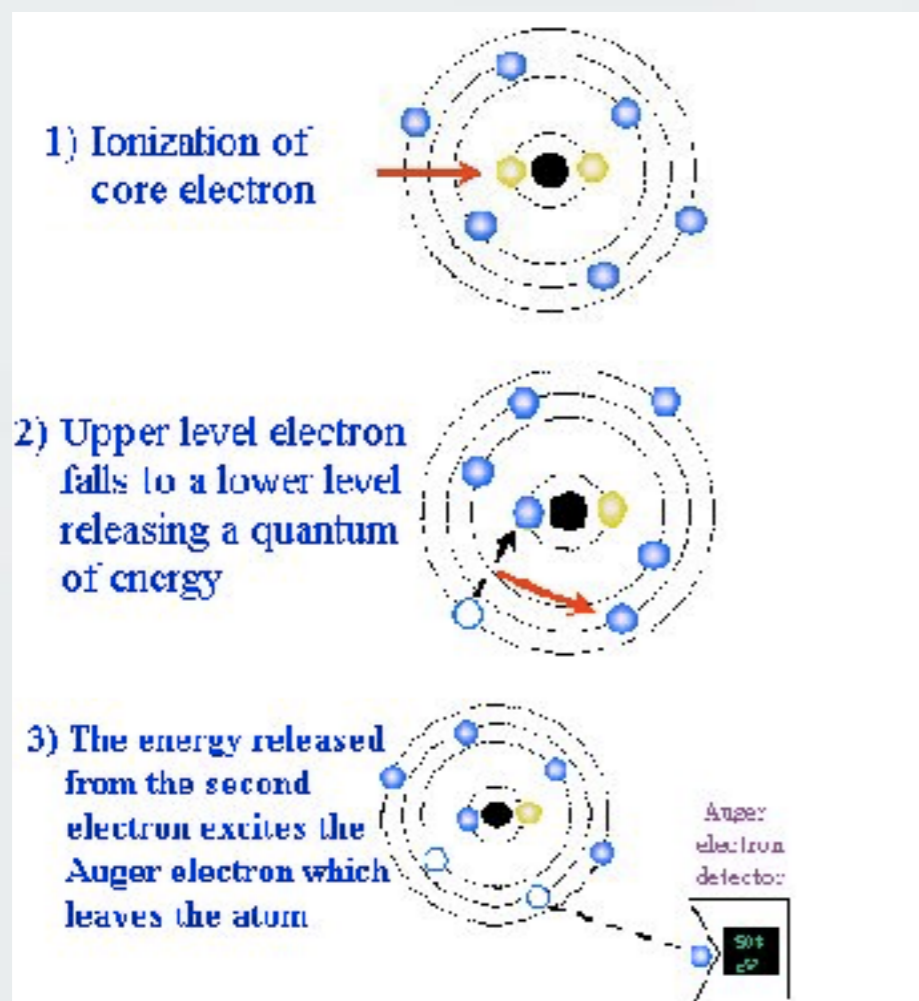 1) Ionization of
core electron
2) Upper level electron
falls to a lower level
releasing a quantum
of energy
3) The energy released
from the second
electron excites the
Auger electron which
leaves the atom
Auger
electron
detector